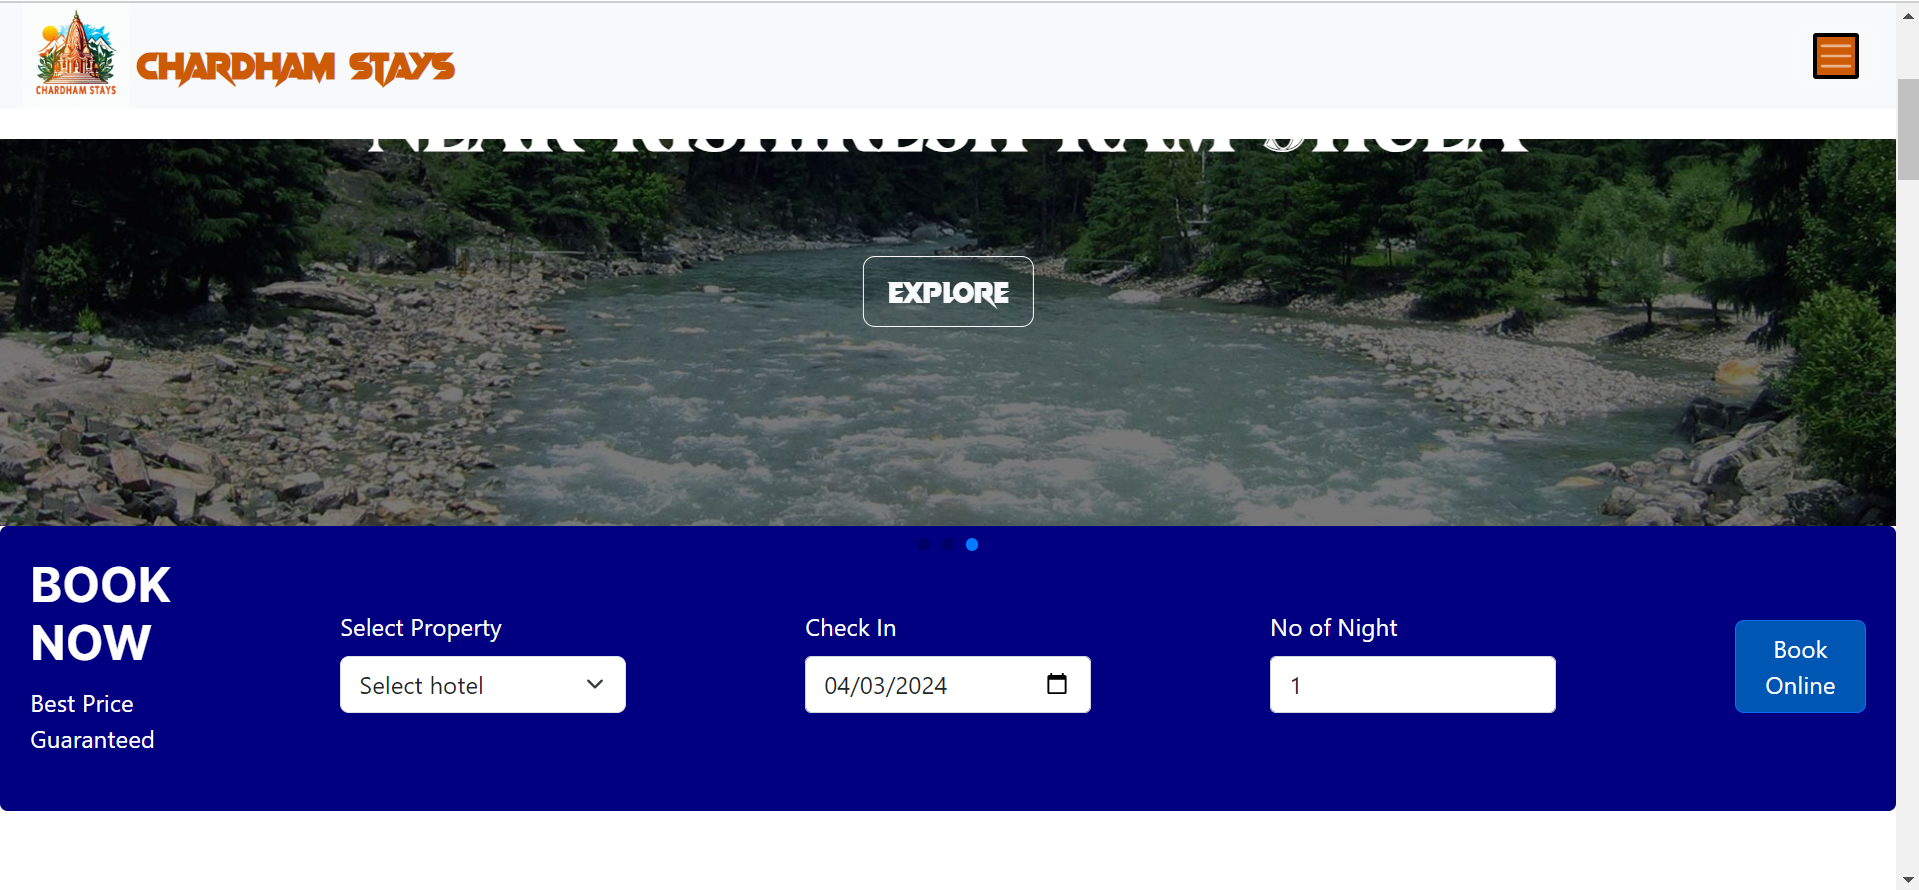 CHARDHAM STAYS
CHARDHAM STAYS
EXPLORE
BOOK
NOW
Best Price
Guaranteed
Select Property
Select hotel
Check In
04/03/2024
No of Night
1
Book
Online